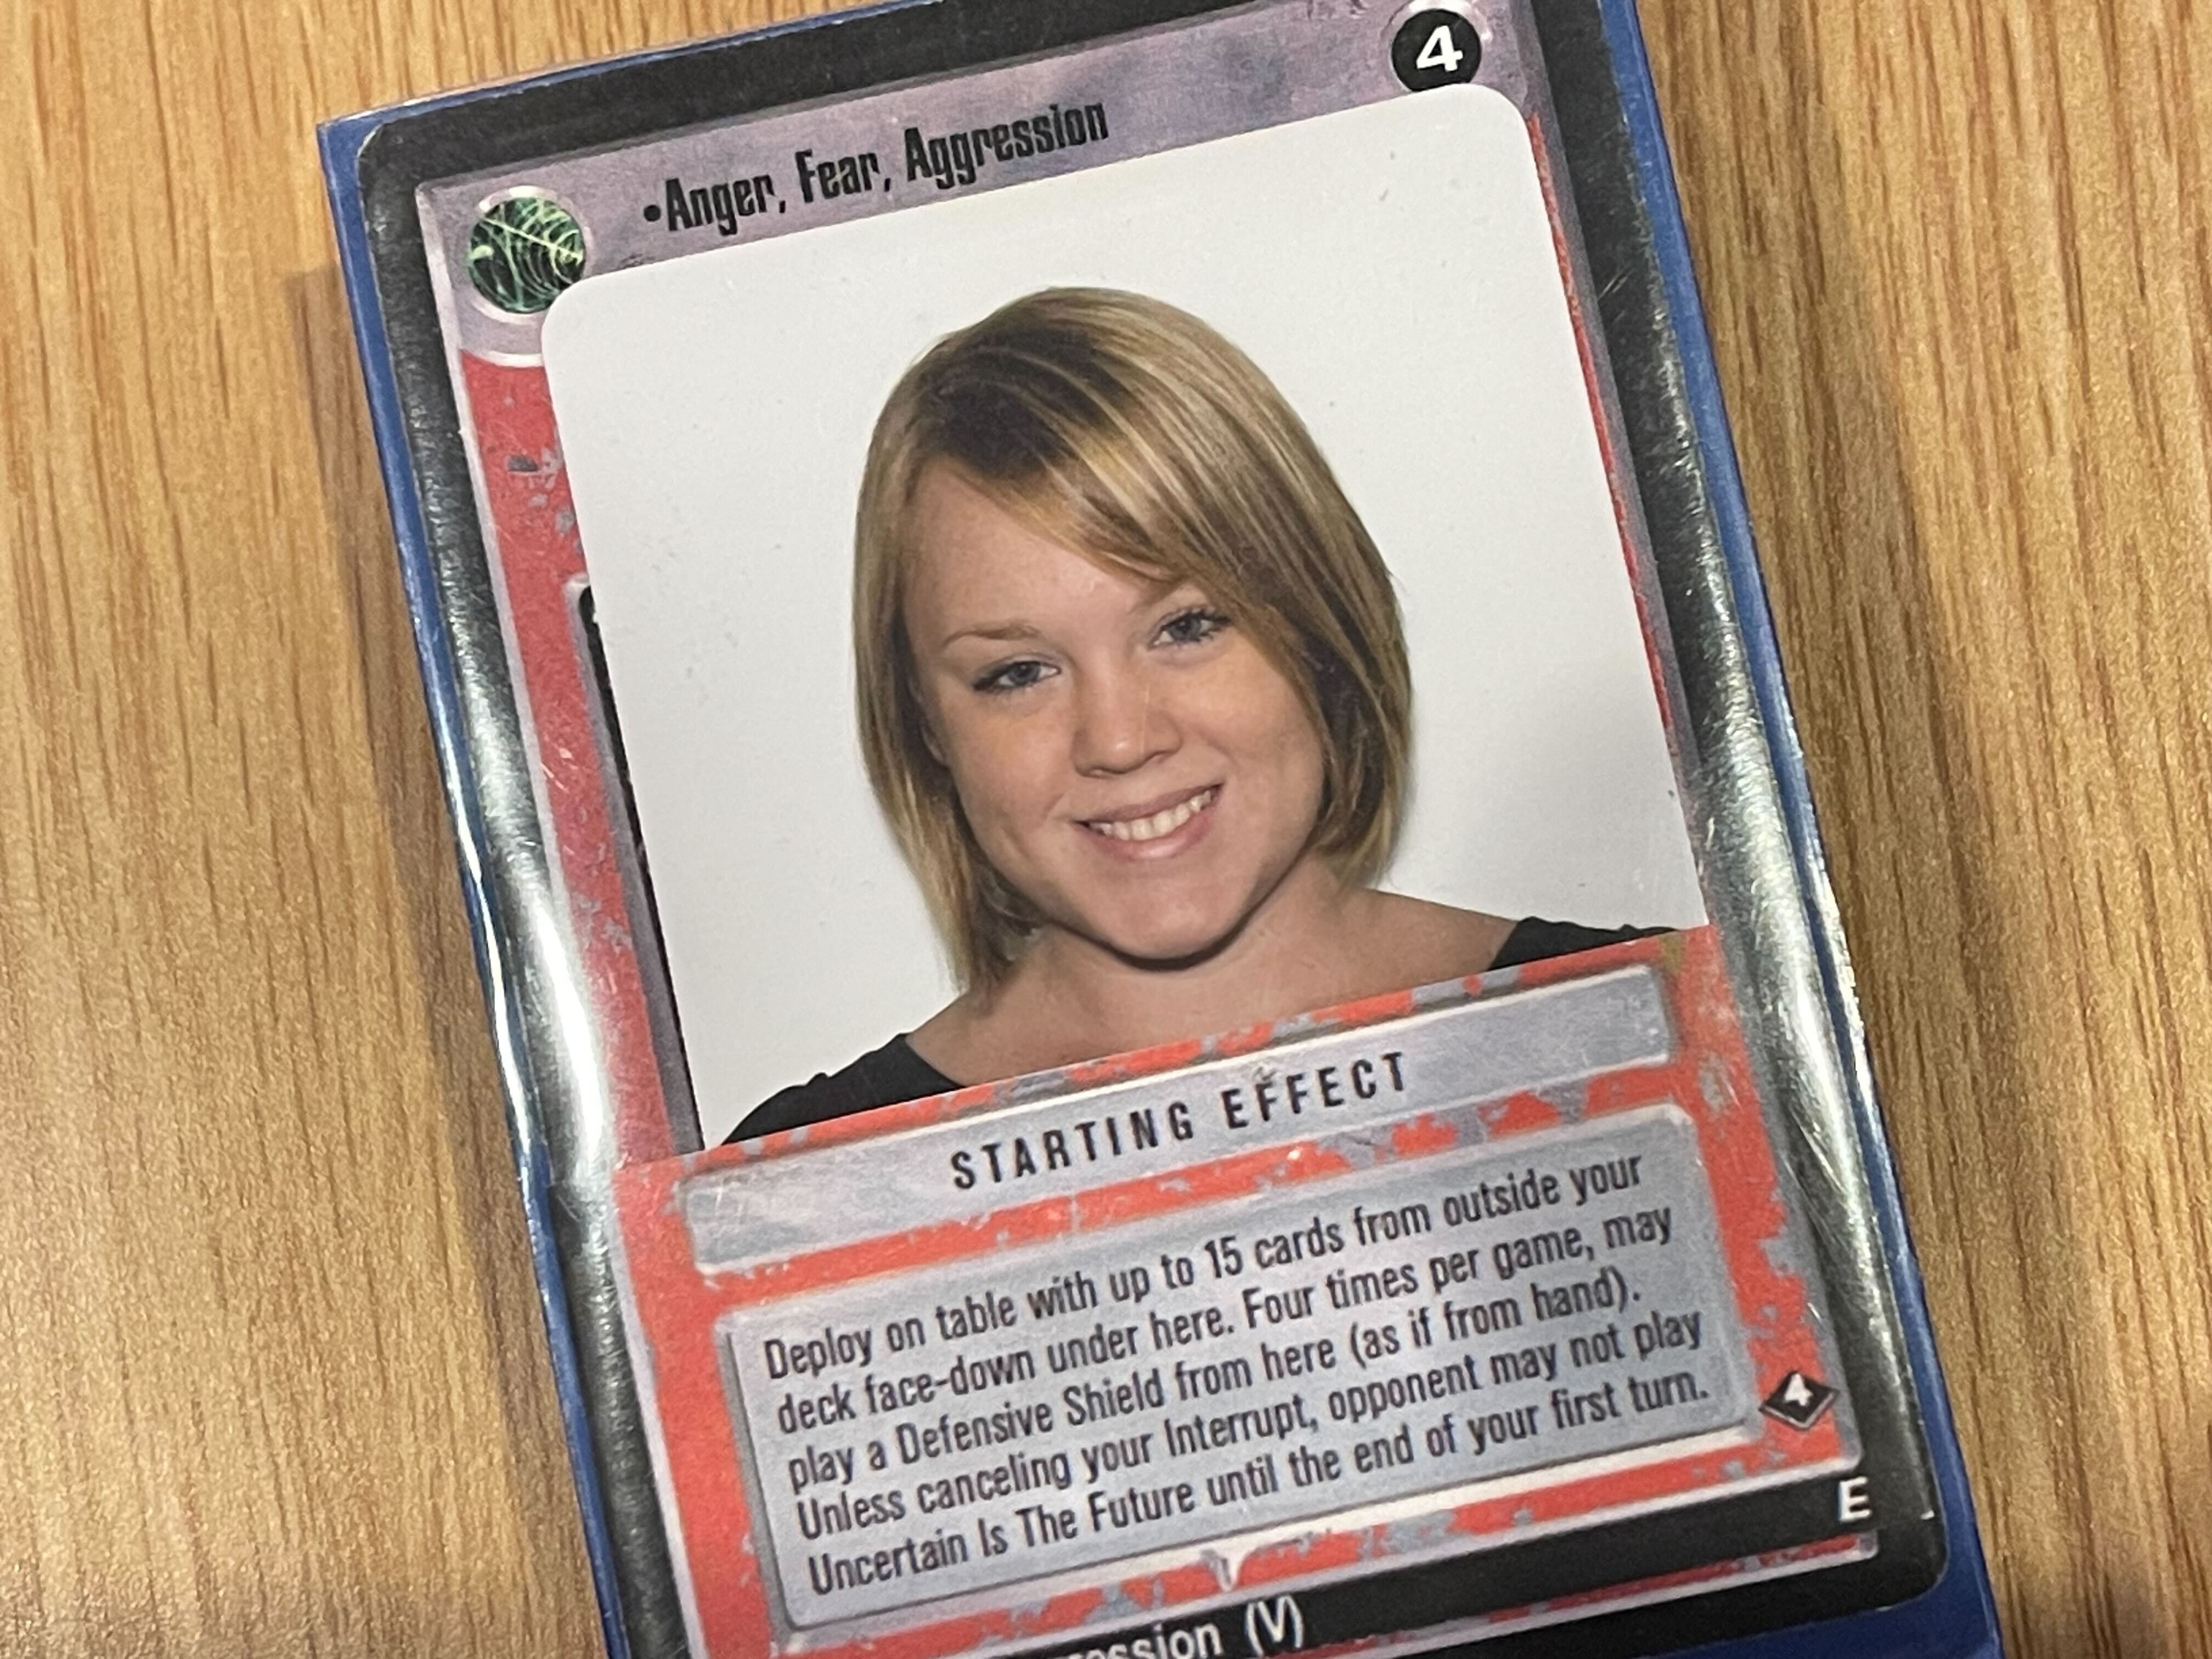 4
•Anger, Fear, Aggression
STARTING EFFECT
Deploy on table with up to 15 cards from outside your
deck face-down under here. Four times per game, may
play a Defensive Shield from here (as if from hand).
Unless canceling your Interrupt, opponent may not play
Uncertain Is The Future until the end of your first turn.
4
E
(V)